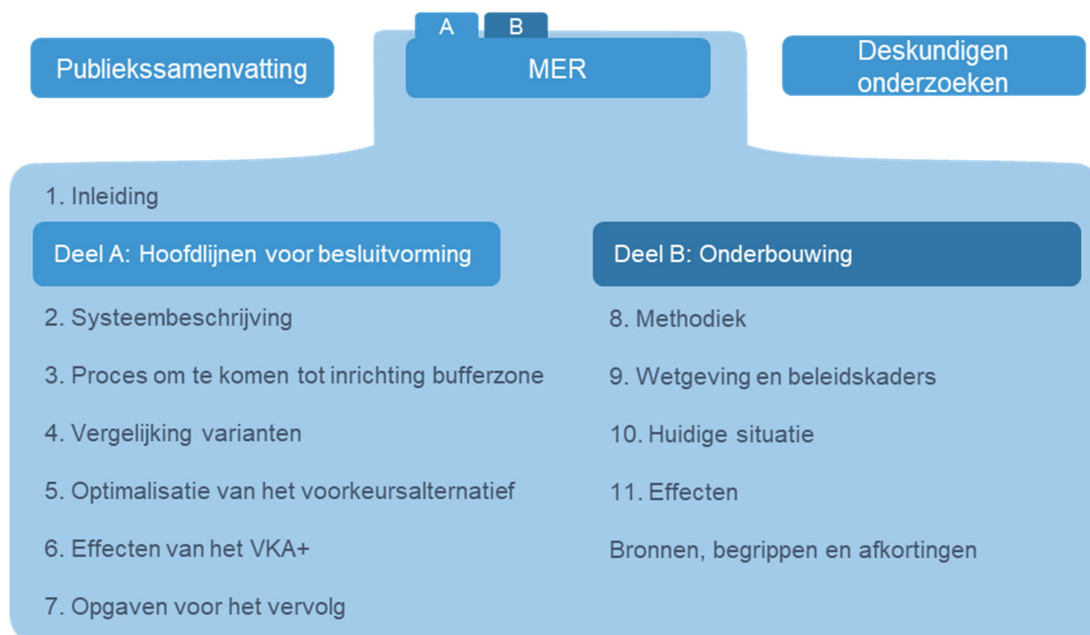 A
B
Publiekssamenvatting
MER
Deskundigen
onderzoeken
1. Inleiding
Deel A: Hoofdlijnen voor besluitvorming
2. Systeembeschrijving
3. Proces om te komen tot inrichting bufferzone
4. Vergelijking varianten
5. Optimalisatie van het voorkeursalternatief
6. Effecten van het VKA+
7. Opgaven voor het vervolg
Deel B: Onderbouwing
8. Methodiek
9. Wetgeving en beleidskaders
10. Huidige situatie
11. Effecten
Bronnen, begrippen en afkortingen